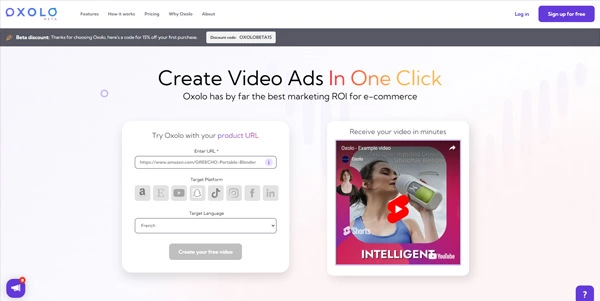 OXOLO
BETA
Features
How it works
Pricing
Why Oxolo
About
Log in
Sign up for free
Beta discount: Thanks for choosing Oxolo, here's a code for 15% off your first purchase.
Discount code: OXOLOBETA15
Create Video Ads In One Click
Oxolo has by far the best marketing ROI for e-commerce
Try Oxolo with your product URL
Enter URL *
https://www.amazon.com/GREECHO-Portable-Blender
Target Platform
Target Language
French
Create your free video
Receive your video in minutes
Oxolo - Example video
Oxolo
Shorts
INTELLIGENT
YouTube
?